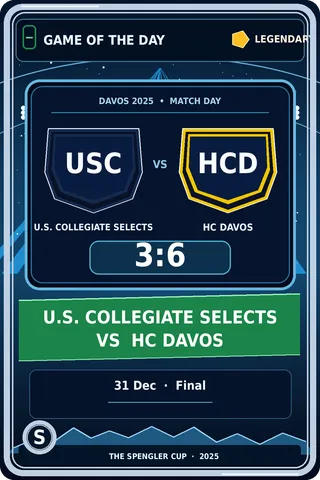 GAME OF THE DAY
LEGENDARY
DAVOS 2025 • MATCH DAY
USC
VS
HCD
U.S. COLLEGIATE SELECTS
HC DAVOS
3:6
U.S. COLLEGIATE SELECTS
VS HC DAVOS
31 Dec · Final
S
THE SPENGLER CUP · 2025